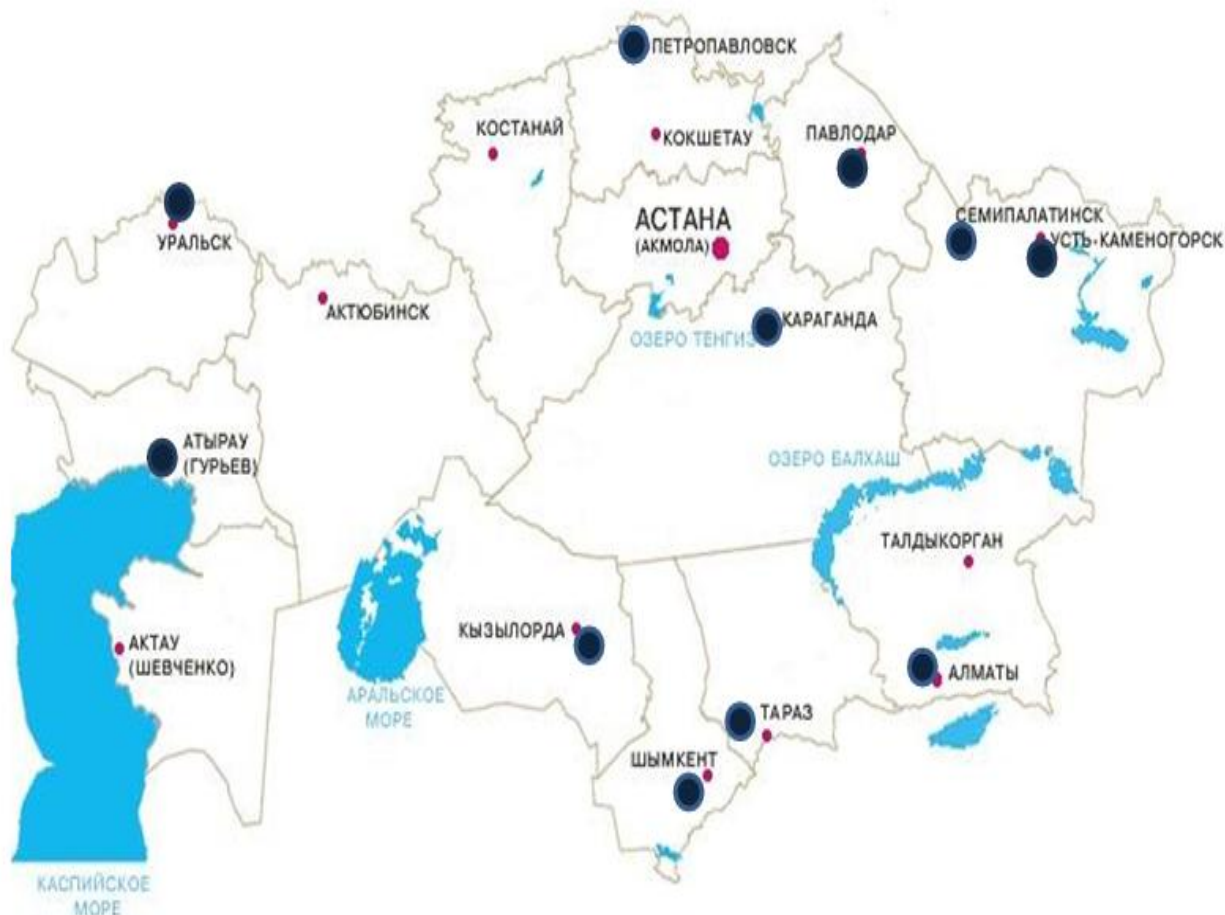 ПЕТРОПАВЛОВСК
КОСТАНАЙ
КОКШЕТАУ
ПАВЛОДАР
АСТАНА
(АКМОЛА)
СЕМИПАЛАТИНСК
УСТЬ-КАМЕНОГОРСК
УРАЛЬСК
АКТЮБИНСК
КАРАГАНДА
ОЗЕРО ТЕНГИЗ
АТЫРАУ
(ГУРЬЕВ)
ОЗЕРО БАЛХАШ
ТАЛДЫКОРГАН
КЫЗЫЛОРДА
АКТАУ
(ШЕВЧЕНКО)
АЛМАТЫ
АРАЛЬСКОЕ
МОРЕ
ТАРАЗ
ШЫМКЕНТ
КАСПИЙСКОЕ
МОРЕ